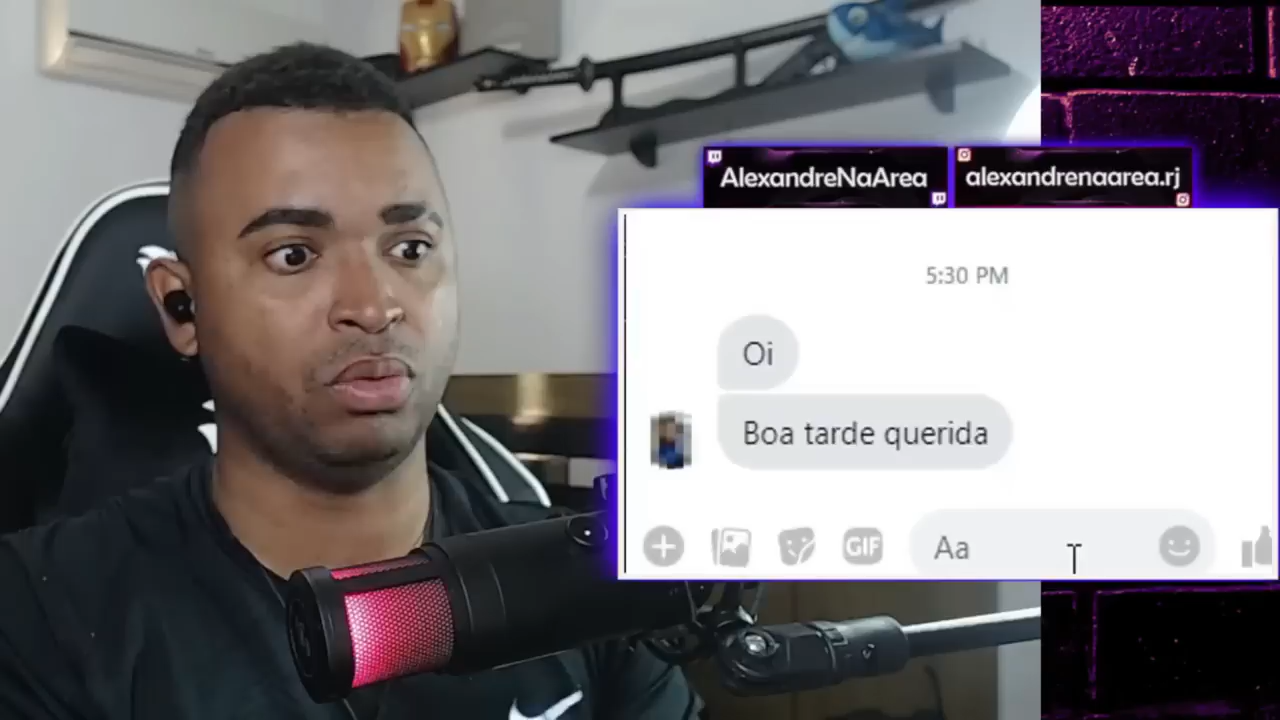 AlexandreNaArea
alexandrenaarea.rj
5:30 PM
Oi
Boa tarde querida
GIF
Aa